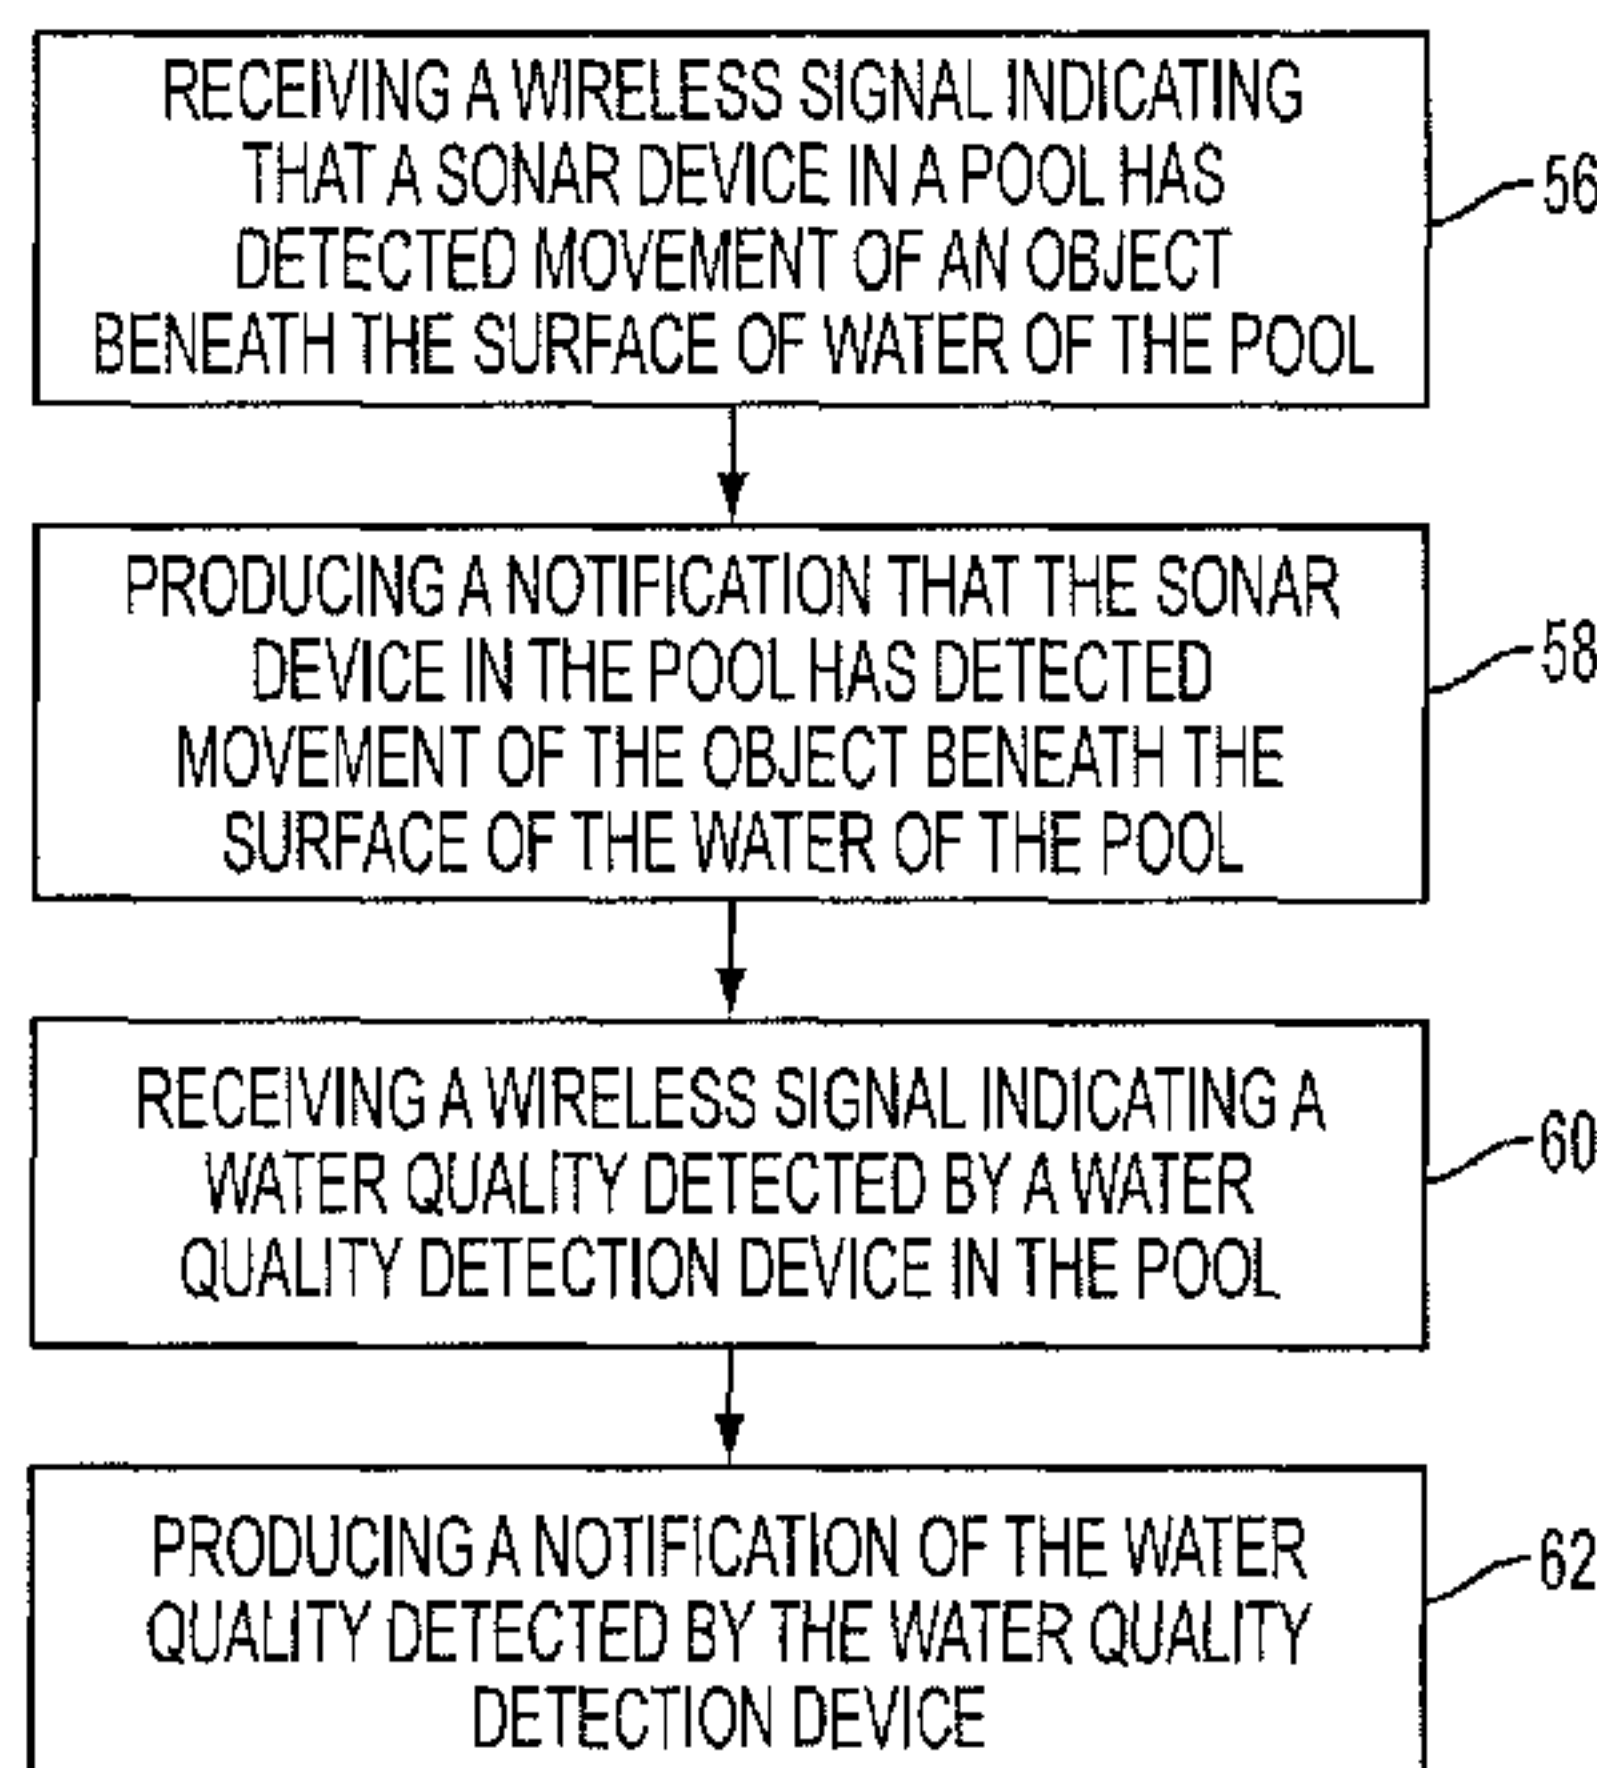 RECEIVING A WIRELESS SIGNAL INDICATING
THAT A SONAR DEVICE IN A POOL HAS
DETECTED MOVEMENT OF AN OBJECT
BENEATH THE SURFACE OF WATER OF THE POOL
56
PRODUCING A NOTIFICATION THAT THE SONAR
DEVICE IN THE POOL HAS DETECTED
MOVEMENT OF THE OBJECT BENEATH THE
SURFACE OF THE WATER OF THE POOL
58
RECEIVING A WIRELESS SIGNAL INDICATING A
WATER QUALITY DETECTED BY A WATER
QUALITY DETECTION DEVICE IN THE POOL
60
PRODUCING A NOTIFICATION OF THE WATER
QUALITY DETECTED BY THE WATER QUALITY
DETECTION DEVICE
62